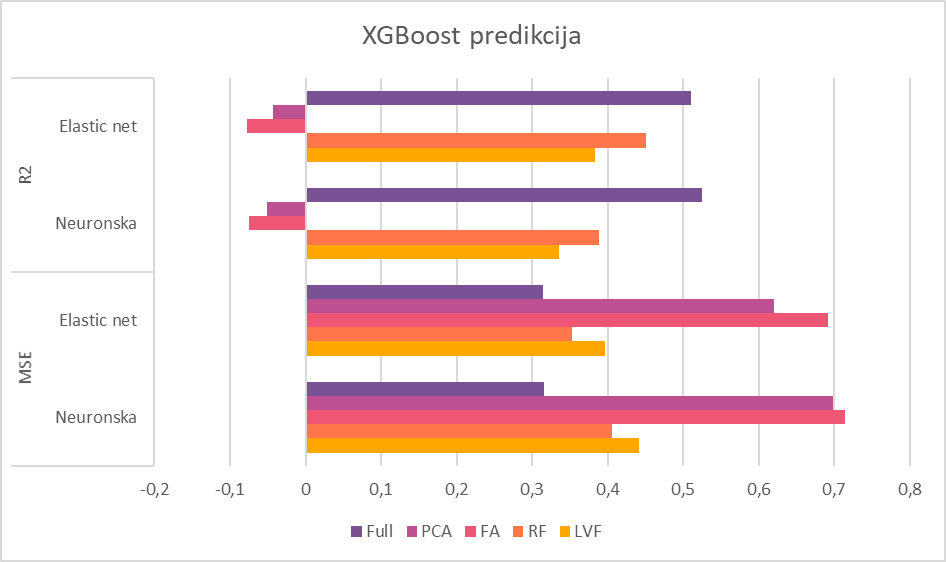 XGBoost predikcija
R2
Elastic net
Neuronska
MSE
Elastic net
Neuronska
-0,2 -0,1 0 0,1 0,2 0,3 0,4 0,5 0,6 0,7 0,8
Full PCA FA RF LVF